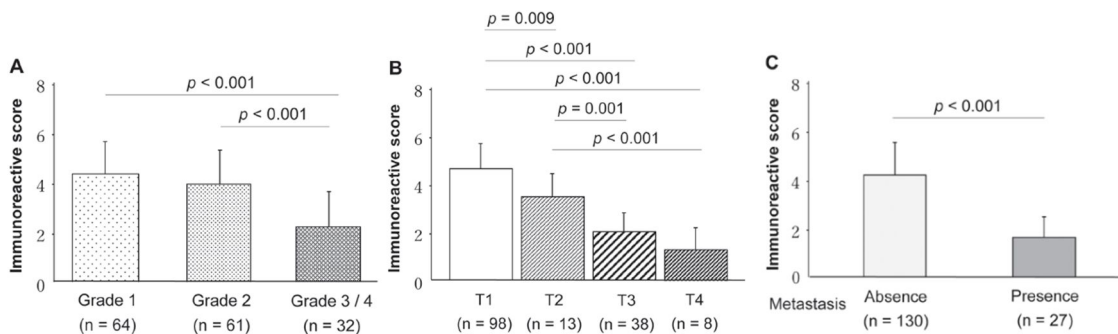 A
Immunoreactive score
8
6
4
2
0
p < 0.001
p < 0.001
Grade 1
Grade 2
Grade 3 / 4
(n = 64)
(n = 61)
(n = 32)
B
Immunoreactive score
8
6
4
2
0
p = 0.009
p < 0.001
p < 0.001
p = 0.001
p < 0.001
T1
T2
T3
T4
(n = 98)
(n = 13)
(n = 38)
(n = 8)
C
Immunoreactive score
8
6
4
2
0
p < 0.001
Metastasis
Absence
Presence
(n = 130)
(n = 27)